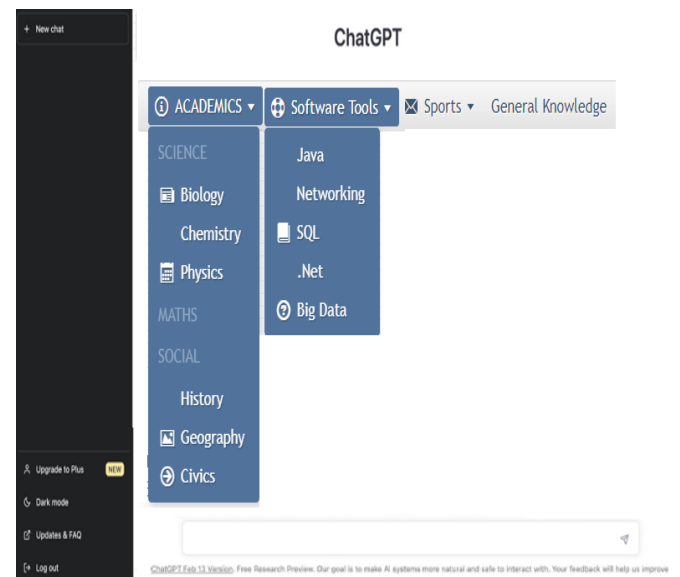 + New chat
ChatGPT
ACADEMICS
Software Tools
Sports
General Knowledge
SCIENCE
Biology
Chemistry
Physics
MATHS
SOCIAL
History
Geography
Civics
Java
Networking
SQL
.Net
Big Data
Upgrade to Plus NEW
Dark mode
Updates & FAQ
Log out
ChatGPT Feb 13 Version. Free Research Preview. Our goal is to make AI systems more natural and safe to interact with. Your feedback will help us improve